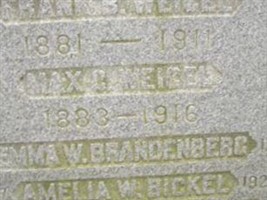 1881 — 1911
MAX C. WEIGEL
1883 — 1916
EMMA W. BRANDENBERG
AMELIA W. BICKEL